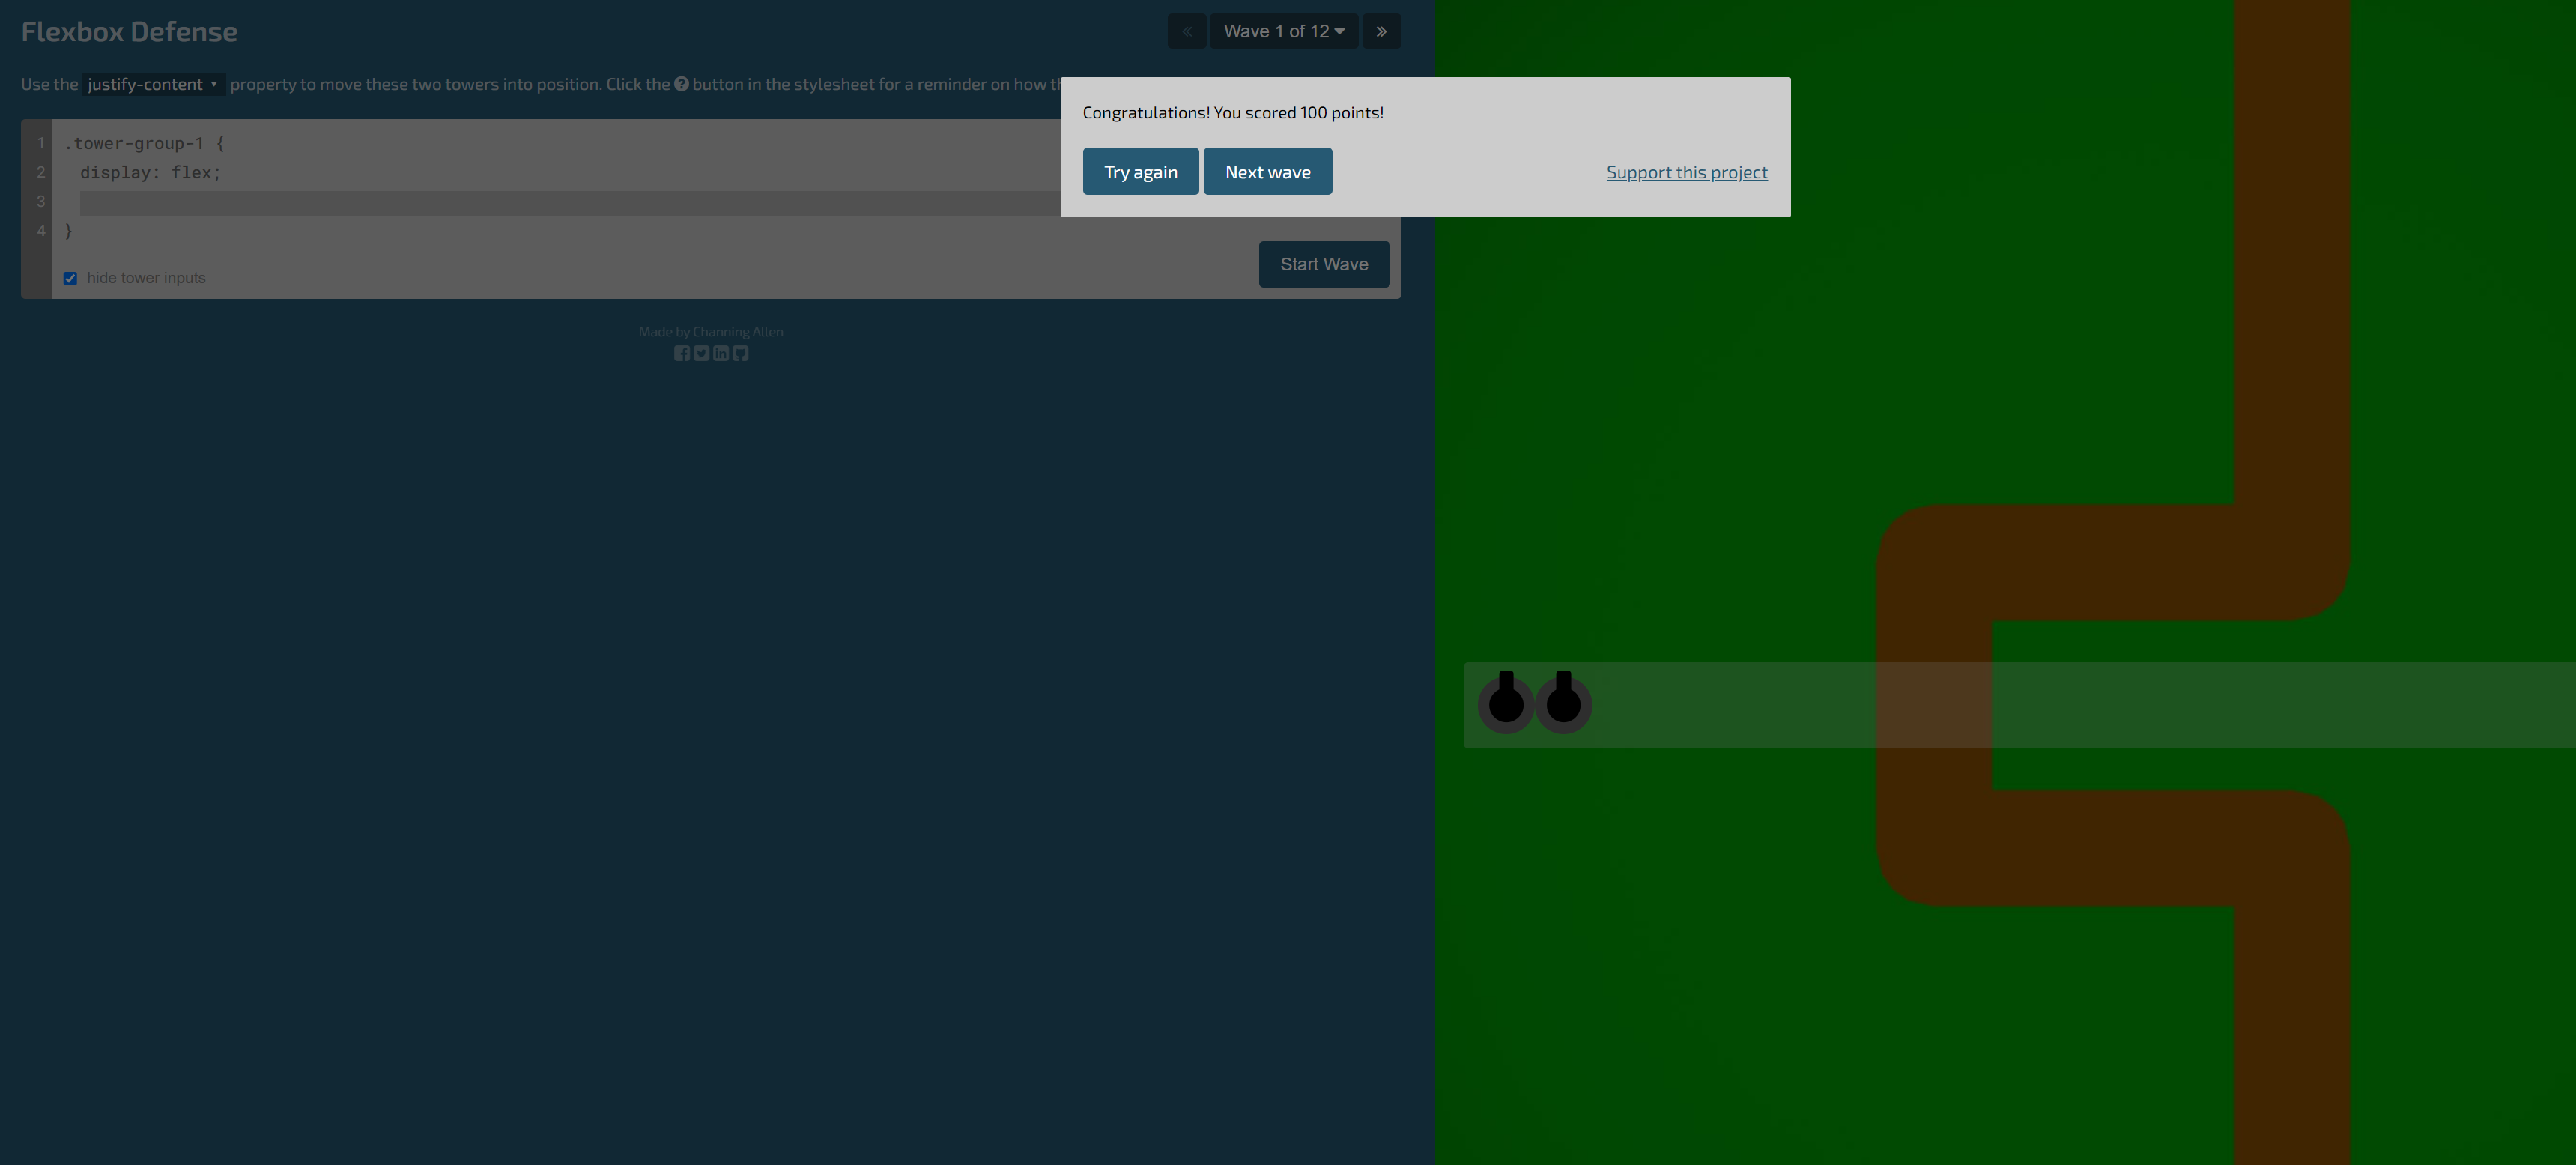 Flexbox Defense
« Wave 1 of 12 »
Use the justify-content property to move these two towers into position. Click the ? button in the stylesheet for a reminder on how
Congratulations! You scored 100 points!
Try again Next wave Support this project
1 .tower-group-1 {
2 display: flex;
3
4 }
hide tower inputs
Start Wave
Made by Channing Allen